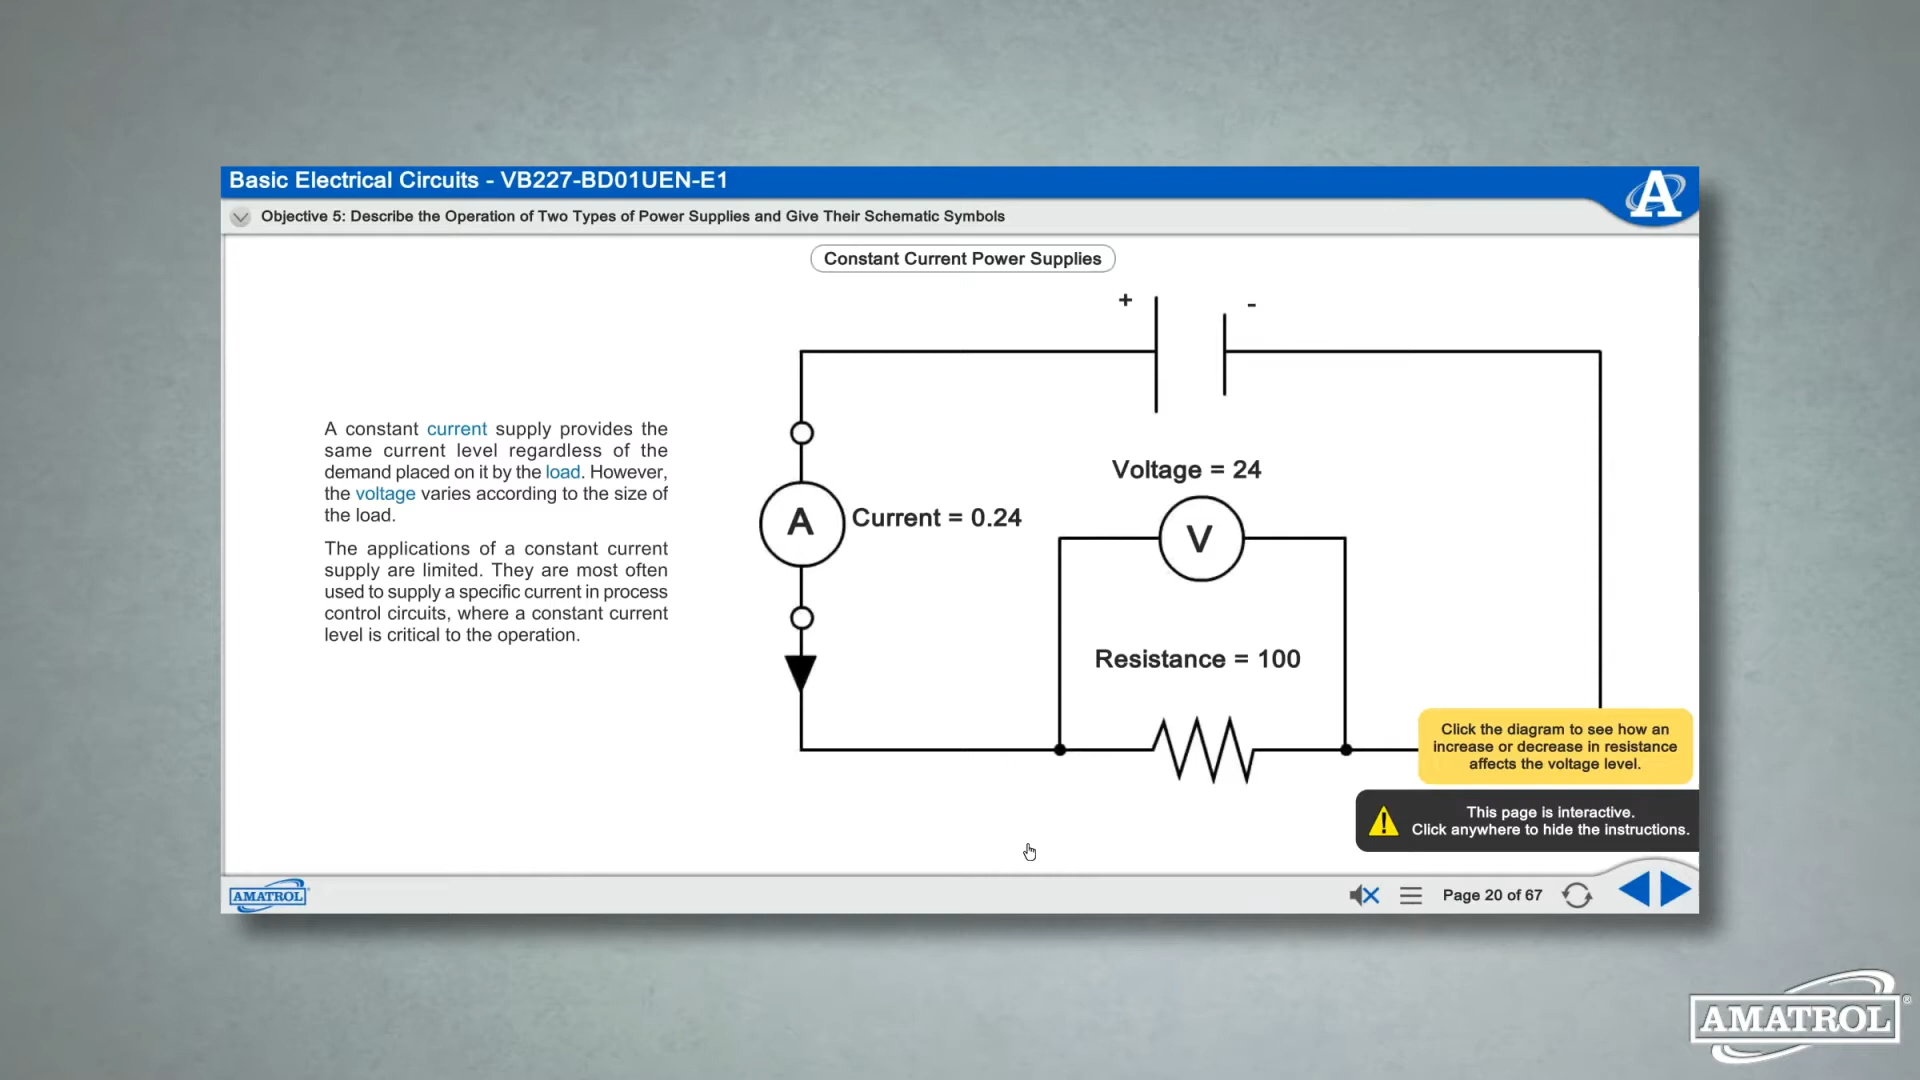 Basic Electrical Circuits - VB227-BD01UEN-E1
A
Objective 5: Describe the Operation of Two Types of Power Supplies and Give Their Schematic Symbols
Constant Current Power Supplies
+ -
A constant current supply provides the
same current level regardless of the
demand placed on it by the load. However,
the voltage varies according to the size of
the load.
The applications of a constant current
supply are limited. They are most often
used to supply a specific current in process
control circuits, where a constant current
level is critical to the operation.
Voltage = 24
A Current = 0.24
V
Resistance = 100
Click the diagram to see how an
increase or decrease in resistance
affects the voltage level.
This page is interactive.
Click anywhere to hide the instructions.
AMATROL
Page 20 of 67
AMATROL®